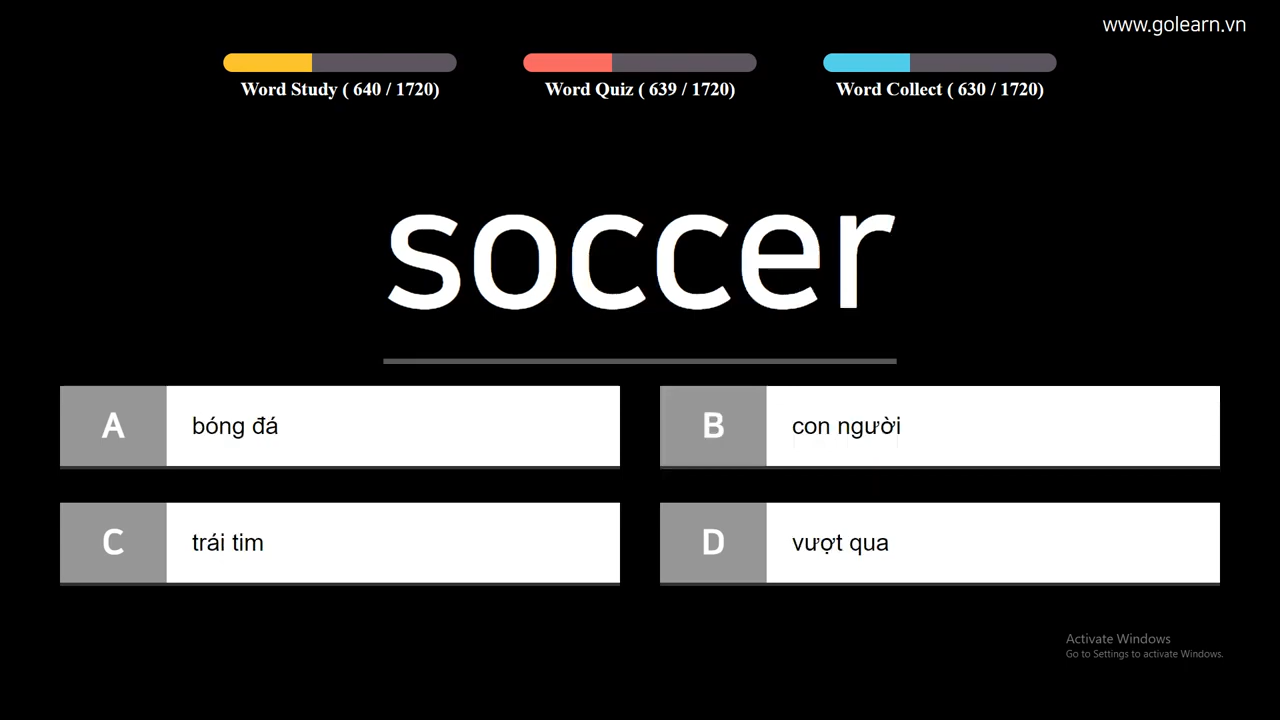 www.golearn.vn
Word Study ( 640 / 1720)
Word Quiz ( 639 / 1720)
Word Collect ( 630 / 1720)
soccer
A bóng đá
B con người
C trái tim
D vượt qua
Activate Windows
Go to Settings to activate Windows.